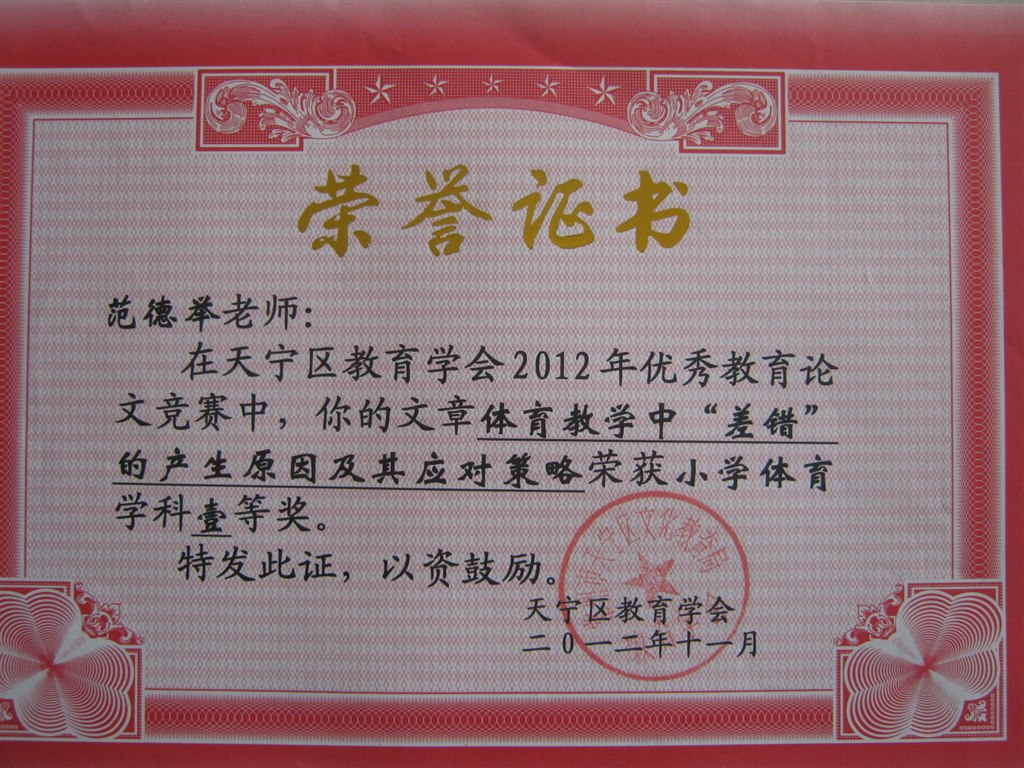 荣誉证书
范德举老师：
在天宁区教育学会2012年优秀教育论
文竞赛中，你的文章体育教学中“差错”
的产生原因及其应对策略荣获小学体育
学科壹等奖。
特发此证，以资鼓励。
天宁区教育学会
二0一二年十一月